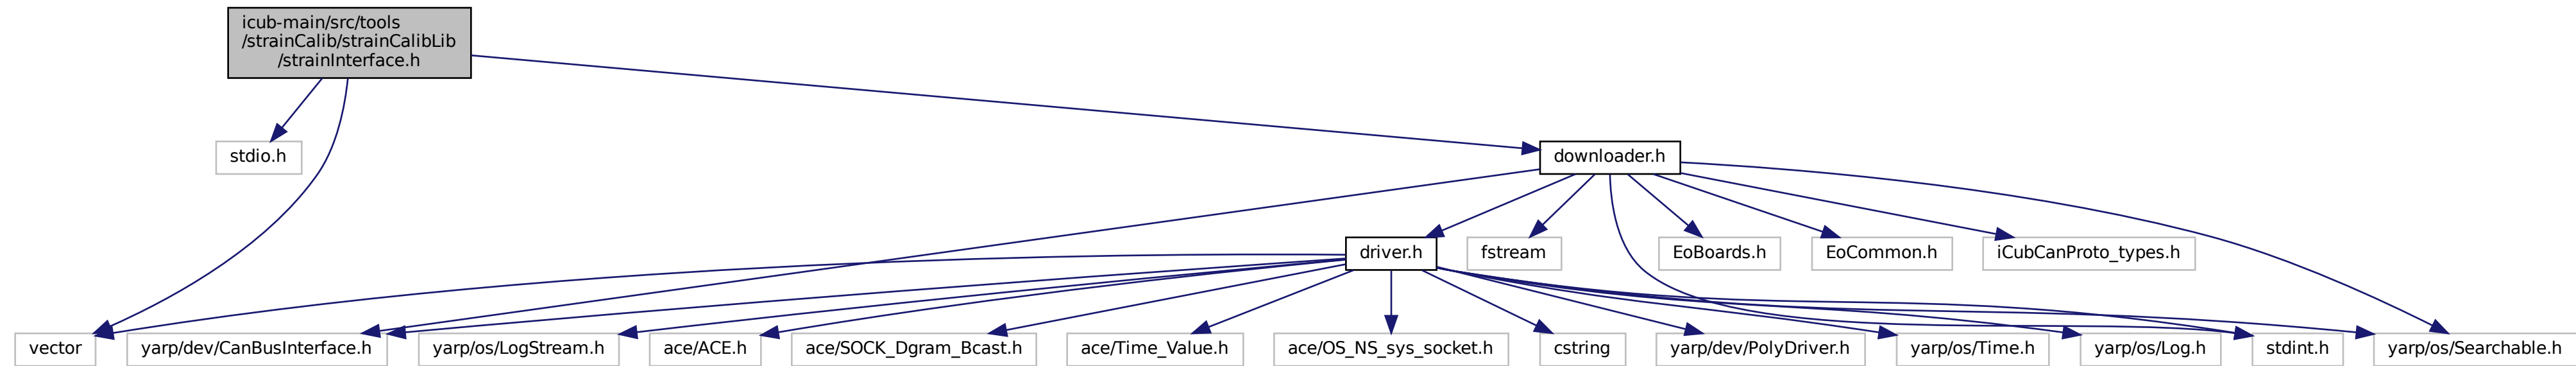 icub-main/src/tools
/strainCalib/strainCalibLib
/strainInterface.h
stdio.h
downloader.h
driver.h
fstream
EoBoards.h
EoCommon.h
iCubCanProto_types.h
vector
yarp/dev/CanBusInterface.h
yarp/os/LogStream.h
ace/ACE.h
ace/SOCK_Dgram_Bcast.h
ace/Time_Value.h
ace/OS_NS_sys_socket.h
cstring
yarp/dev/PolyDriver.h
yarp/os/Time.h
yarp/os/Log.h
stdint.h
yarp/os/Searchable.h